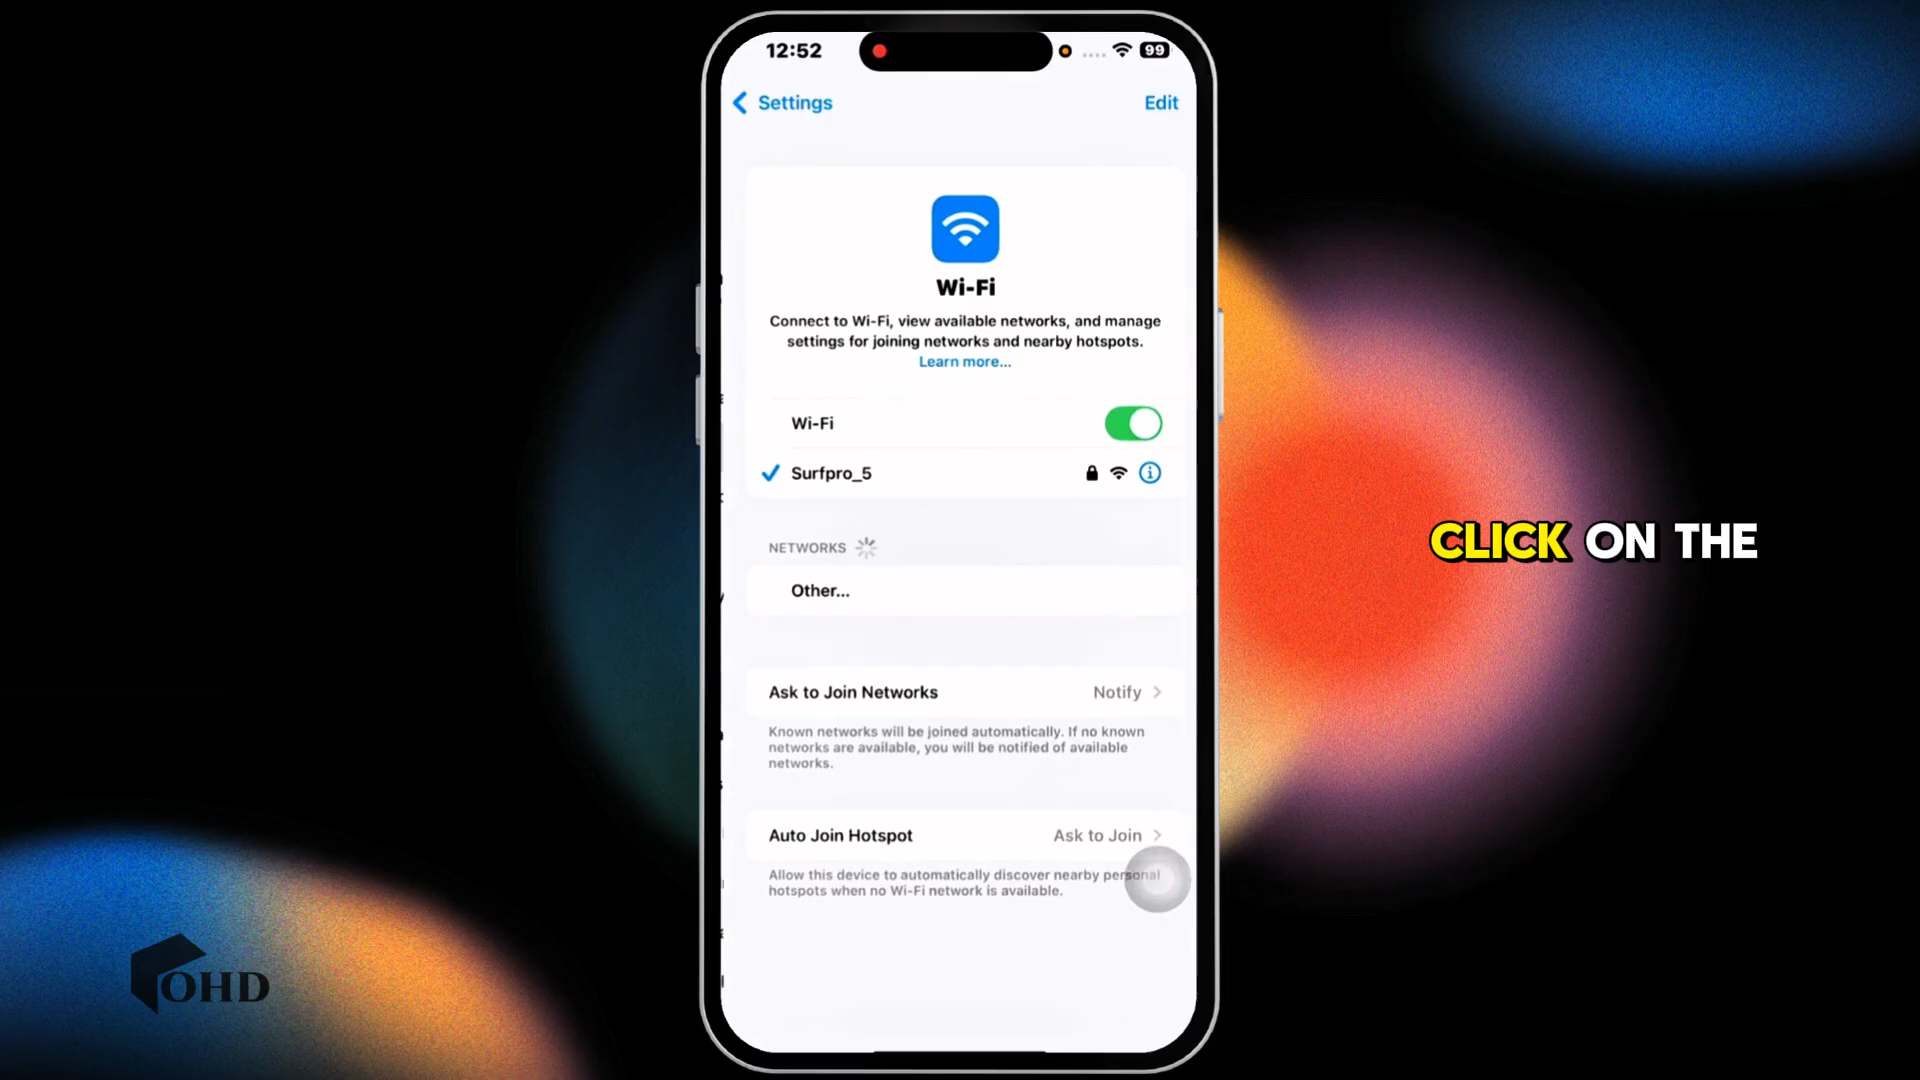 12:52
99
Settings
Edit
Wi-Fi
Connect to Wi-Fi, view available networks, and manage
settings for joining networks and nearby hotspots.
Learn more...
Wi-Fi
Surfpro_5
NETWORKS
Other...
Ask to Join Networks
Notify
Known networks will be joined automatically. If no known
networks are available, you will be notified of available
networks.
Auto Join Hotspot
Ask to Join
Allow this device to automatically discover nearby personal
hotspots when no Wi-Fi network is available.
CLICK ON THE
OHD